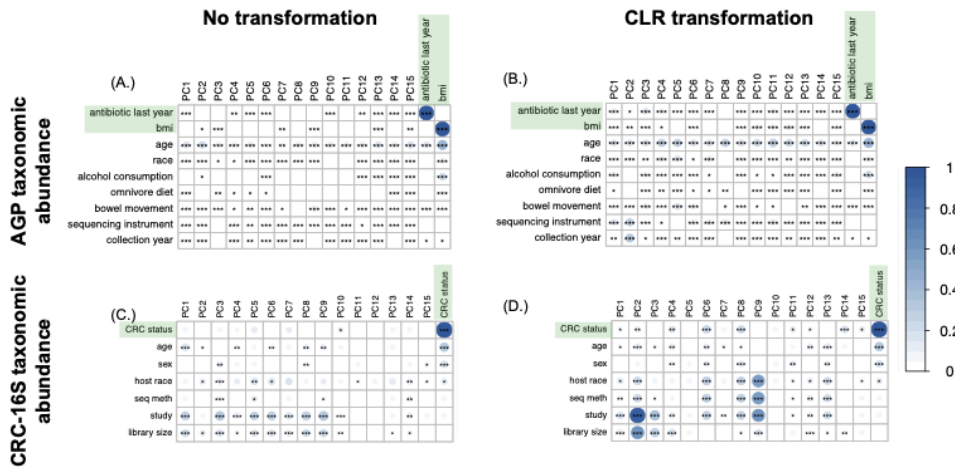 No transformation
CLR transformation
AGP taxonomic
abundance
CRC-16S taxonomic
abundance
(A.)
PC1 PC2 PC3 PC4 PC5 PC6 PC7 PC8 PC9 PC10 PC11 PC12 PC13 PC14 PC15 antibiotic last year bmi
antibiotic last year
bmi
age
race
alcohol consumption
omnivore diet
bowel movement
sequencing instrument
collection year
(B.)
PC1 PC2 PC3 PC4 PC5 PC6 PC7 PC8 PC9 PC10 PC11 PC12 PC13 PC14 PC15 antibiotic last year bmi
antibiotic last year
bmi
age
race
alcohol consumption
omnivore diet
bowel movement
sequencing instrument
collection year
(C.)
PC1 PC2 PC3 PC4 PC5 PC6 PC7 PC8 PC9 PC10 PC11 PC12 PC13 PC14 PC15 CRC status
CRC status
age
sex
host race
seq meth
study
library size
(D.)
PC1 PC2 PC3 PC4 PC5 PC6 PC7 PC8 PC9 PC10 PC11 PC12 PC13 PC14 PC15 CRC status
CRC status
age
sex
host race
seq meth
study
library size
1
0.8
0.6
0.4
0.2
0